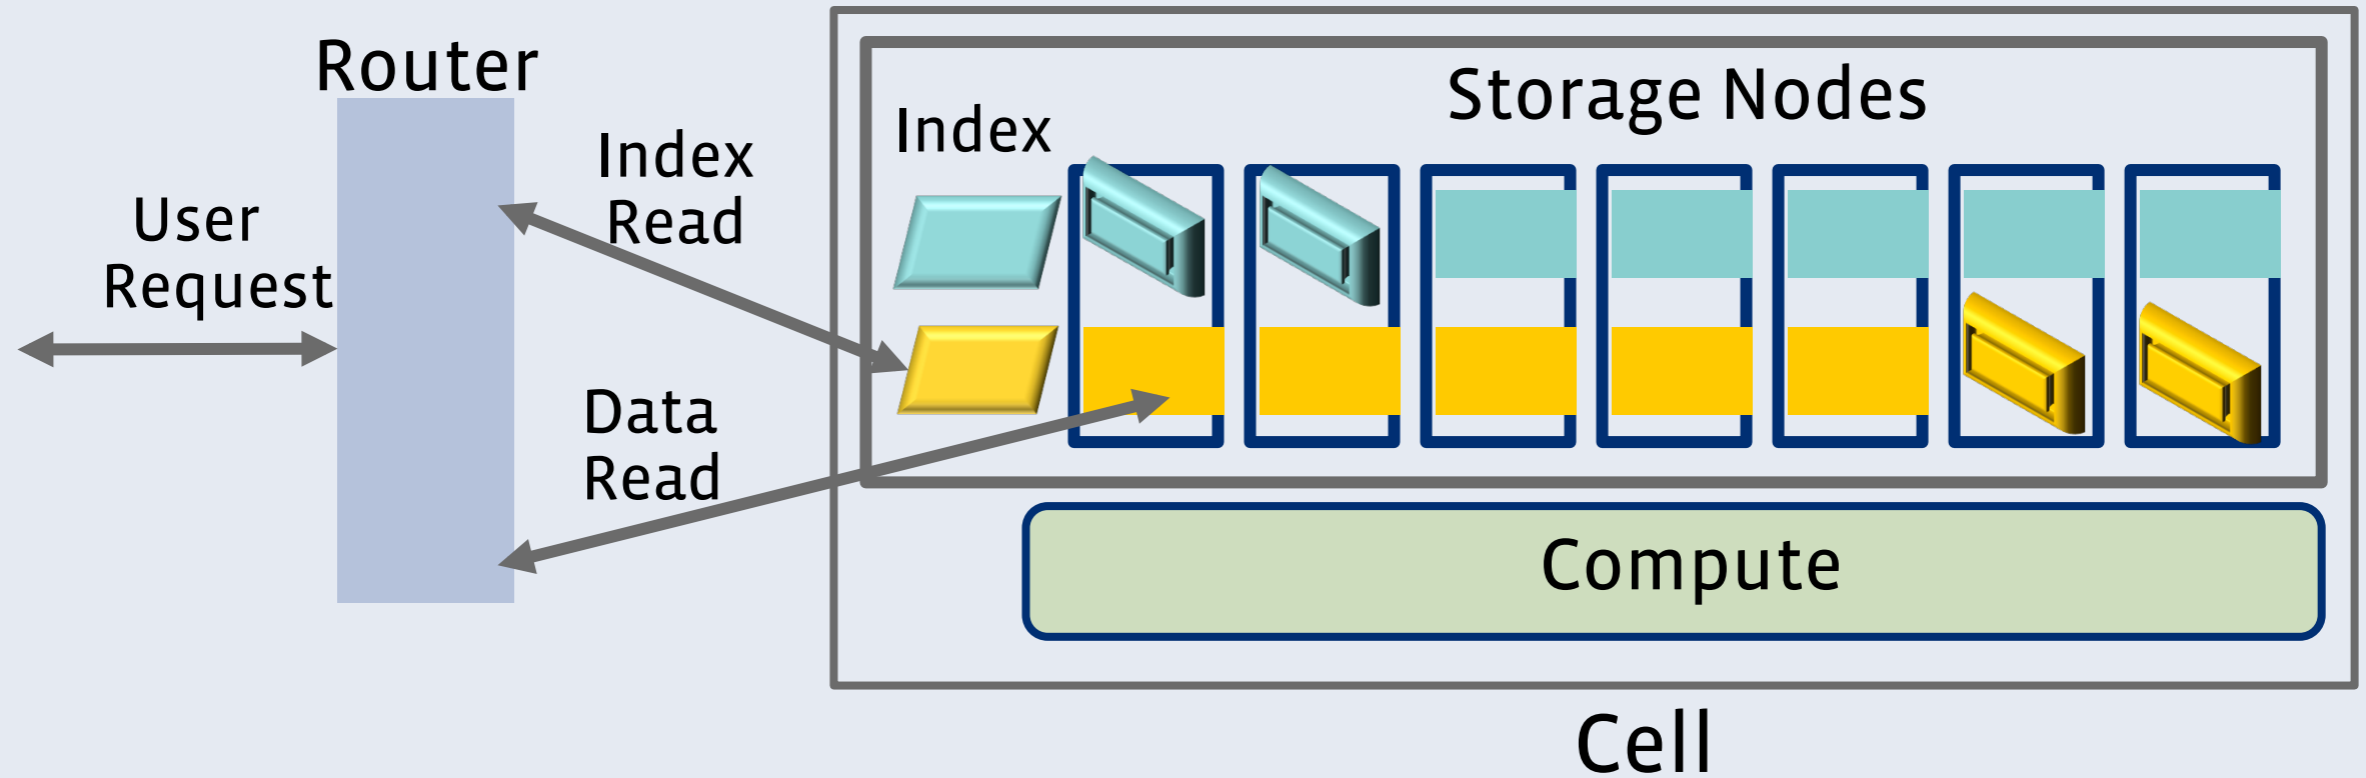 Router
User
Request
Index
Read
Data
Read
Index
Storage Nodes
Compute
Cell